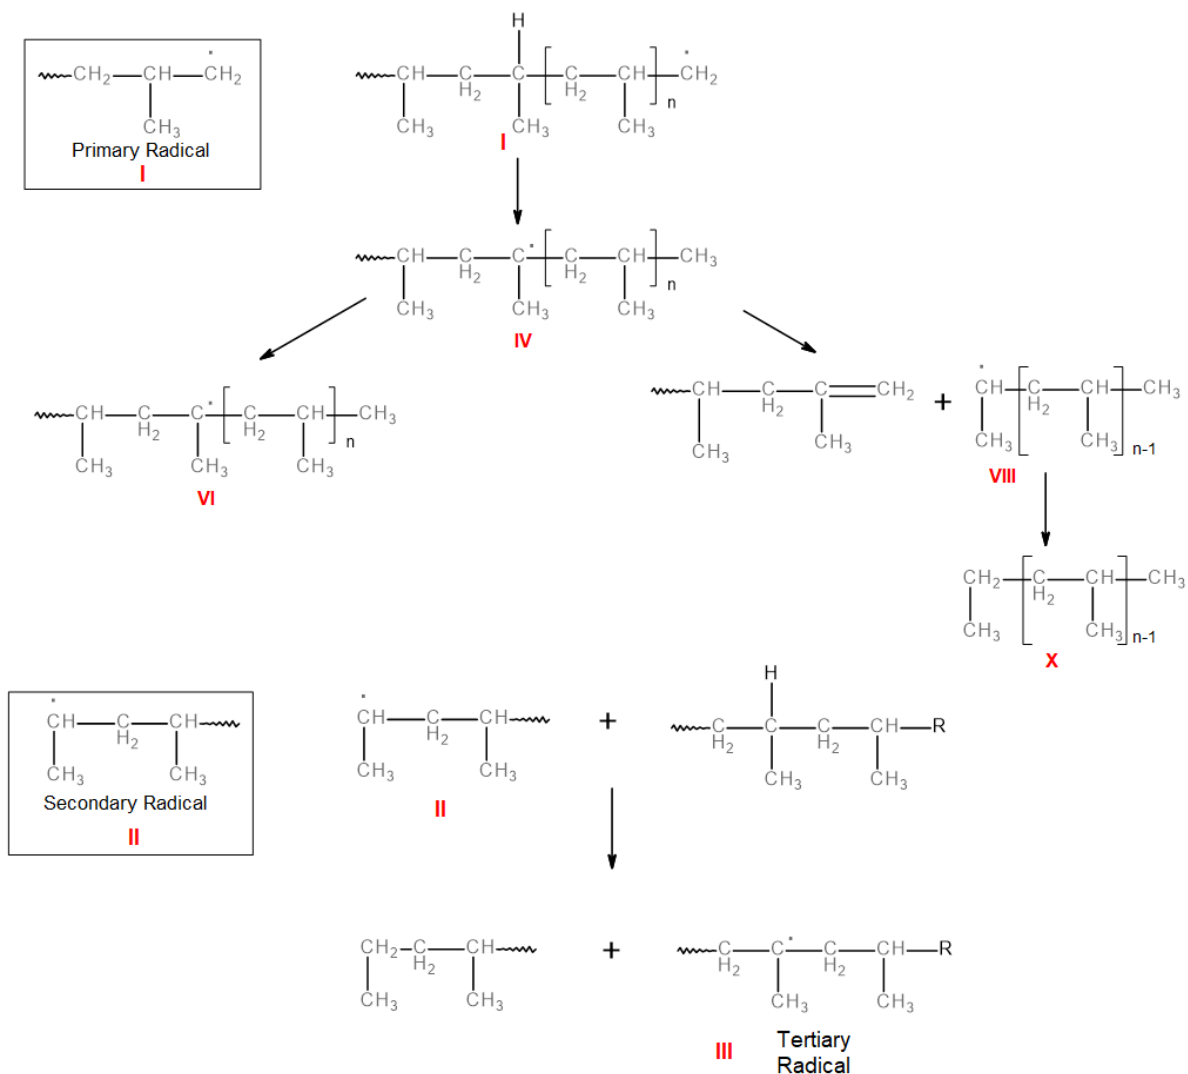 H
CH2 CH CH2
CH3
Primary Radical
I
CH C H2 C C H2 CH n CH2
CH3 CH3 CH3
I
CH C H2 C C H2 CH n CH3
CH3 CH3 CH3
IV
CH C H2 C C H2 CH n CH3
CH3 CH3 CH3
VI
CH C H2 C CH2
CH3 CH3
+
CH C H2 CH CH3
CH3 CH3 n-1
VIII
CH2 C H2 CH CH3
CH3 CH3 n-1
X
CH C H2 CH
CH3 CH3
Secondary Radical
II
CH C H2 CH
CH3 CH3
II
+
H
C H2 C C H2 CH R
CH3 CH3
CH2 C H2 CH
CH3 CH3
+
C H2 C C H2 CH R
CH3 CH3
III
Tertiary
Radical